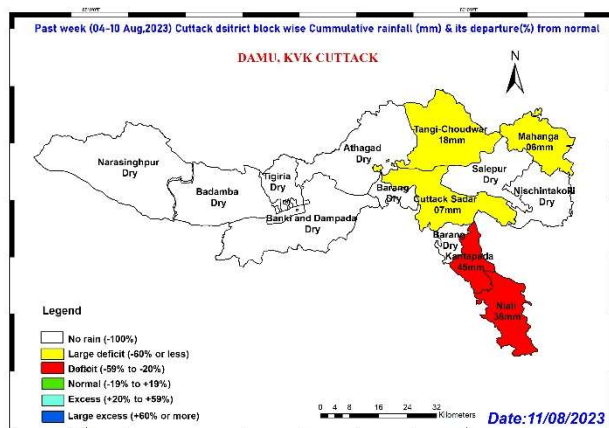 Past week (04-10 Aug,2023) Cuttack dsitrict block wise Cummulative rainfall (mm) & its departure(%) from normal
DAMU, KVK CUTTACK
N
Tangi-Choudwar
18mm
Mahanga
06mm
Athagad
Dry
Narasinghpur
Dry
Salepur
Dry
Tigiria
Dry
Badamba
Dry
Barang
Dry
Nischintakoili
Dry
Cuttack Sadar
07mm
Banki and Dampada
Dry
Barang
Dry
Kantapada
45mm
Niali
38mm
Legend
No rain (-100%)
Large deficit (-60% or less)
Deficit (-59% to -20%)
Normal (-19% to +19%)
Excess (+20% to +59%)
Large excess (+60% or more)
0 4 8 16 24 32
Kilometers
Date:11/08/2023